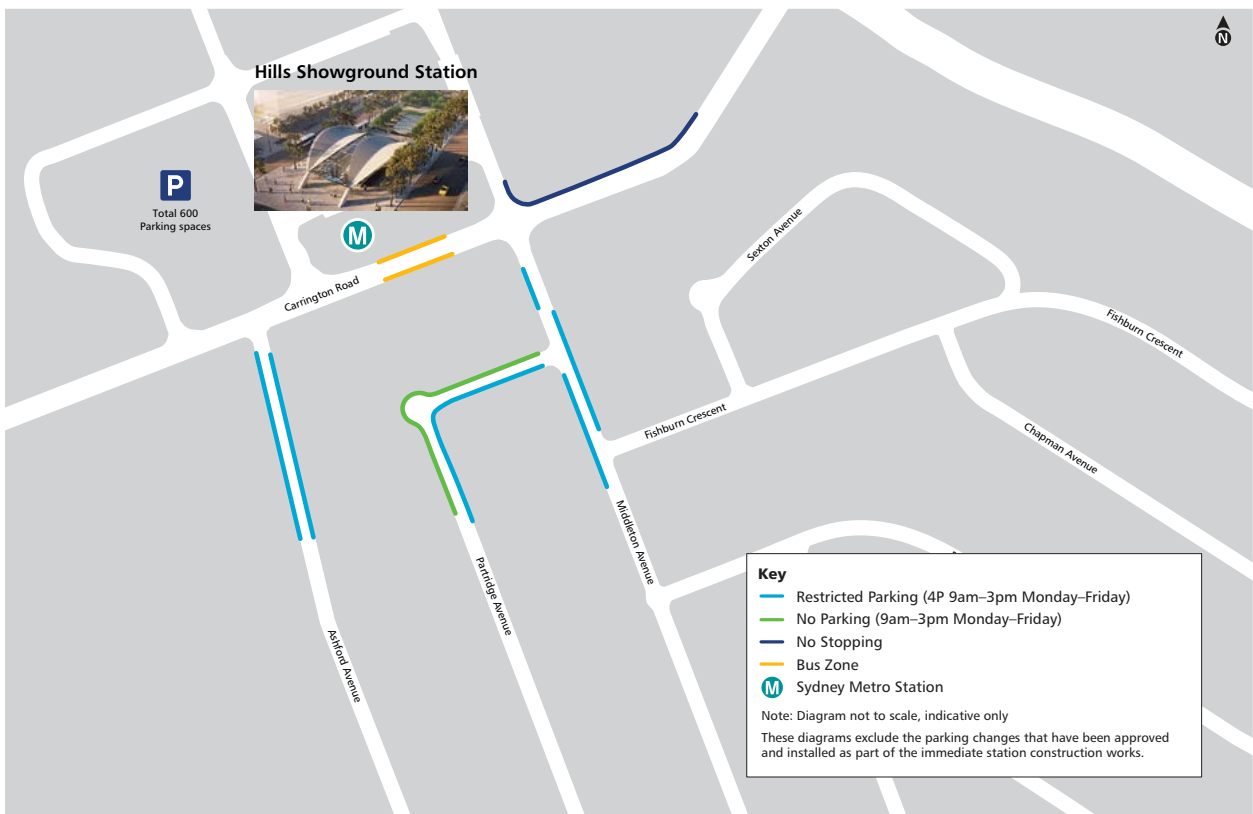 N
Hills Showground Station
P
Total 600
Parking spaces
M
Carrington Road
Sexton Avenue
Fishburn Crescent
Fishburn Crescent
Chapman Avenue
Middleton Avenue
Partridge Avenue
Ashford Avenue
Key
Restricted Parking (4P 9am–3pm Monday–Friday)
No Parking (9am–3pm Monday–Friday)
No Stopping
Bus Zone
M Sydney Metro Station
Note: Diagram not to scale, indicative only
These diagrams exclude the parking changes that have been approved
and installed as part of the immediate station construction works.